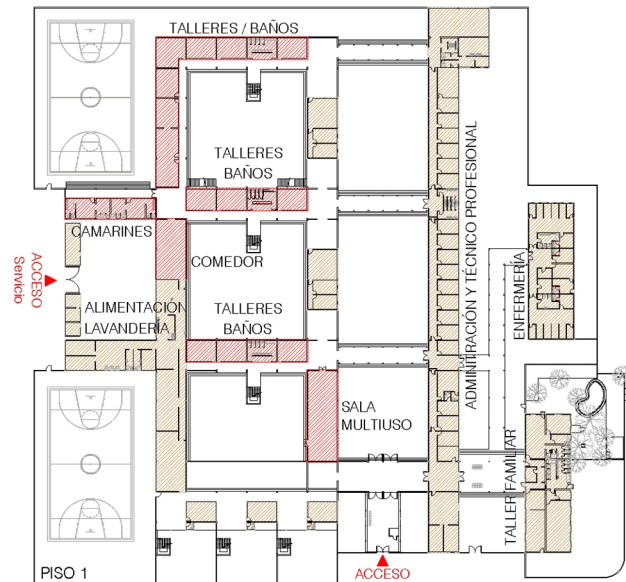 TALLERES / BAÑOS
TALLERES
BAÑOS
CAMARINES
COMEDOR
ACCESO
Servicio
ALIMENTACIÓN
LAVANDERÍA
TALLERES
BAÑOS
ADMINITRACIÓN Y TÉCNICO PROFESIONAL
ENFERMERÍA
SALA
MULTIUSO
TALLER FAMILIAR
PISO 1
ACCESO